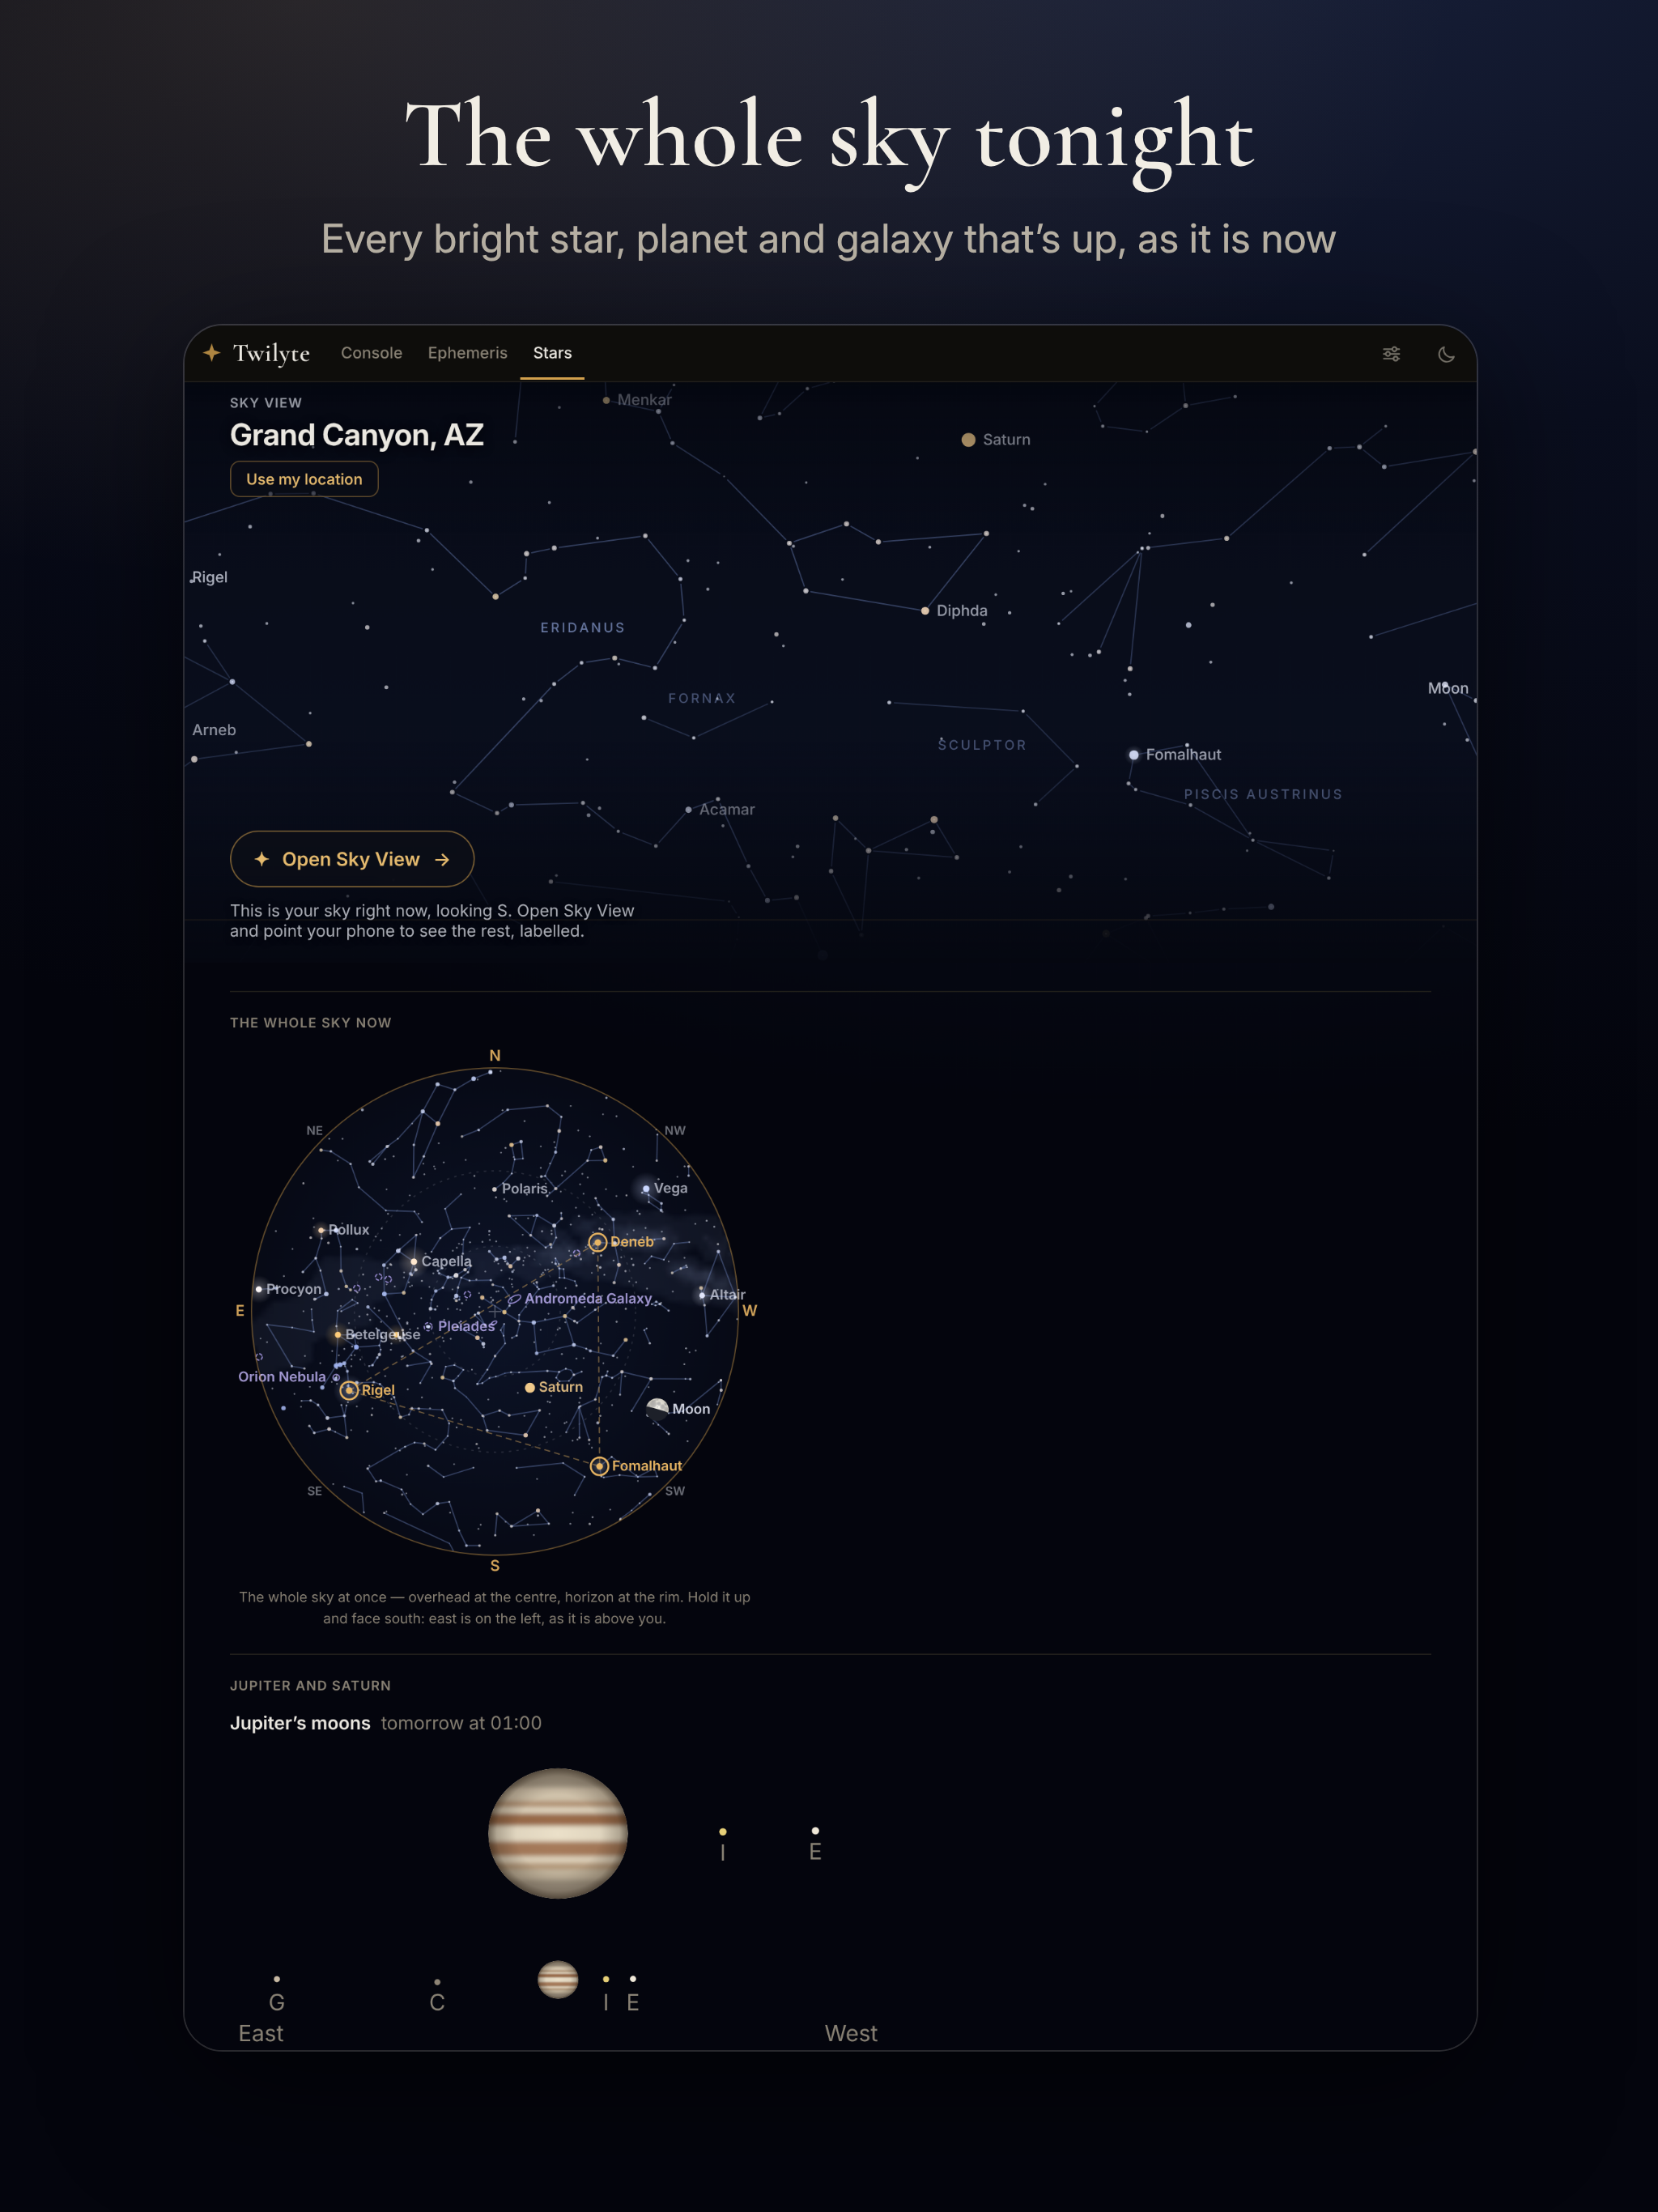 The whole sky tonight
Every bright star, planet and galaxy that’s up, as it is now
Twilyte
Console
Ephemeris
Stars
SKY VIEW
Grand Canyon, AZ
Use my location
Menkar
Saturn
Rigel
Diphda
ERIDANUS
Moon
FORNAX
Arneb
SCULPTOR
Fomalhaut
PISCIS AUSTRINUS
Acamar
Open Sky View →
This is your sky right now, looking S. Open Sky View
and point your phone to see the rest, labelled.
THE WHOLE SKY NOW
N
NE
NW
Polaris
Vega
Pollux
Deneb
Capella
Procyon
Altair
Andromeda Galaxy
E
W
Pleiades
Betelgeuse
Orion Nebula
Rigel
Saturn
Moon
Fomalhaut
SE
SW
S
The whole sky at once — overhead at the centre, horizon at the rim. Hold it up
and face south: east is on the left, as it is above you.
JUPITER AND SATURN
Jupiter’s moons tomorrow at 01:00
I
E
G
C
I
E
East
West